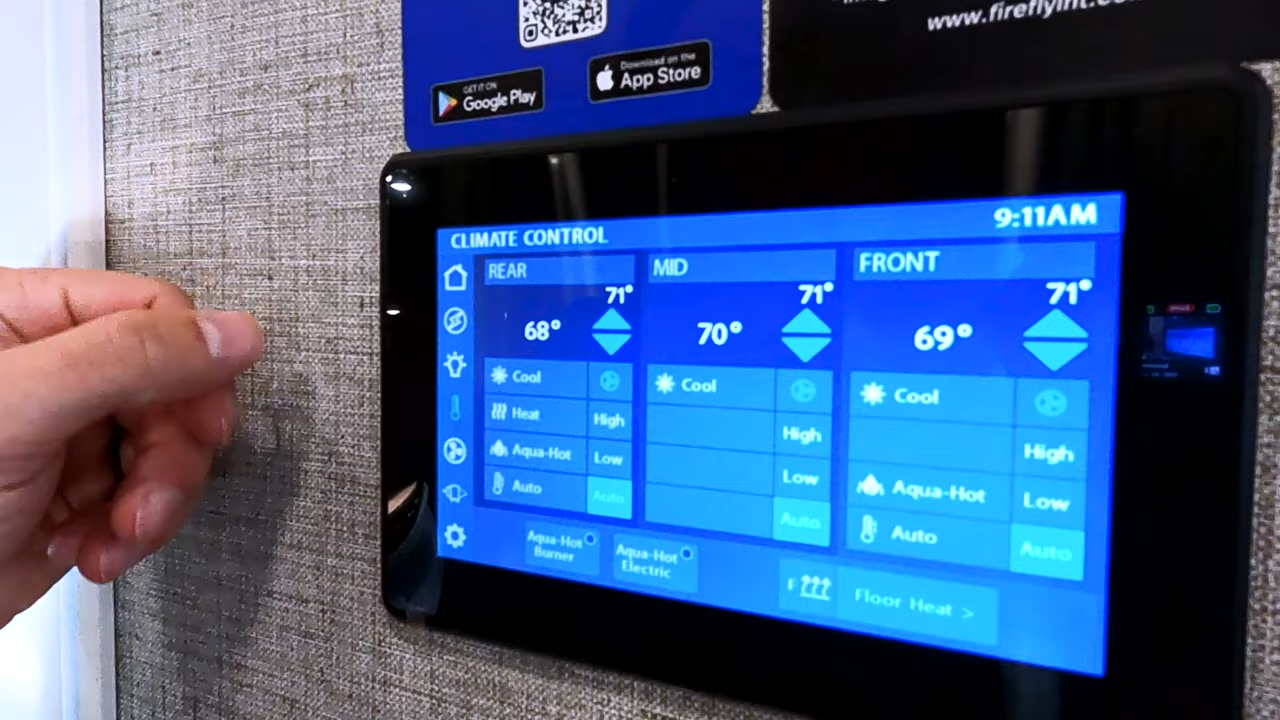 www.fireflyint.co
GET IT ON
Google Play
Download on the
App Store
CLIMATE CONTROL
9:11AM
REAR
71°
68°
Cool
Heat
High
Aqua-Hot
Low
Auto
Auto
MID
71°
70°
Cool
High
Low
Auto
FRONT
71°
69°
Cool
High
Aqua-Hot
Low
Auto
Auto
Aqua-Hot
Burner
Aqua-Hot
Electric
F
Floor Heat >